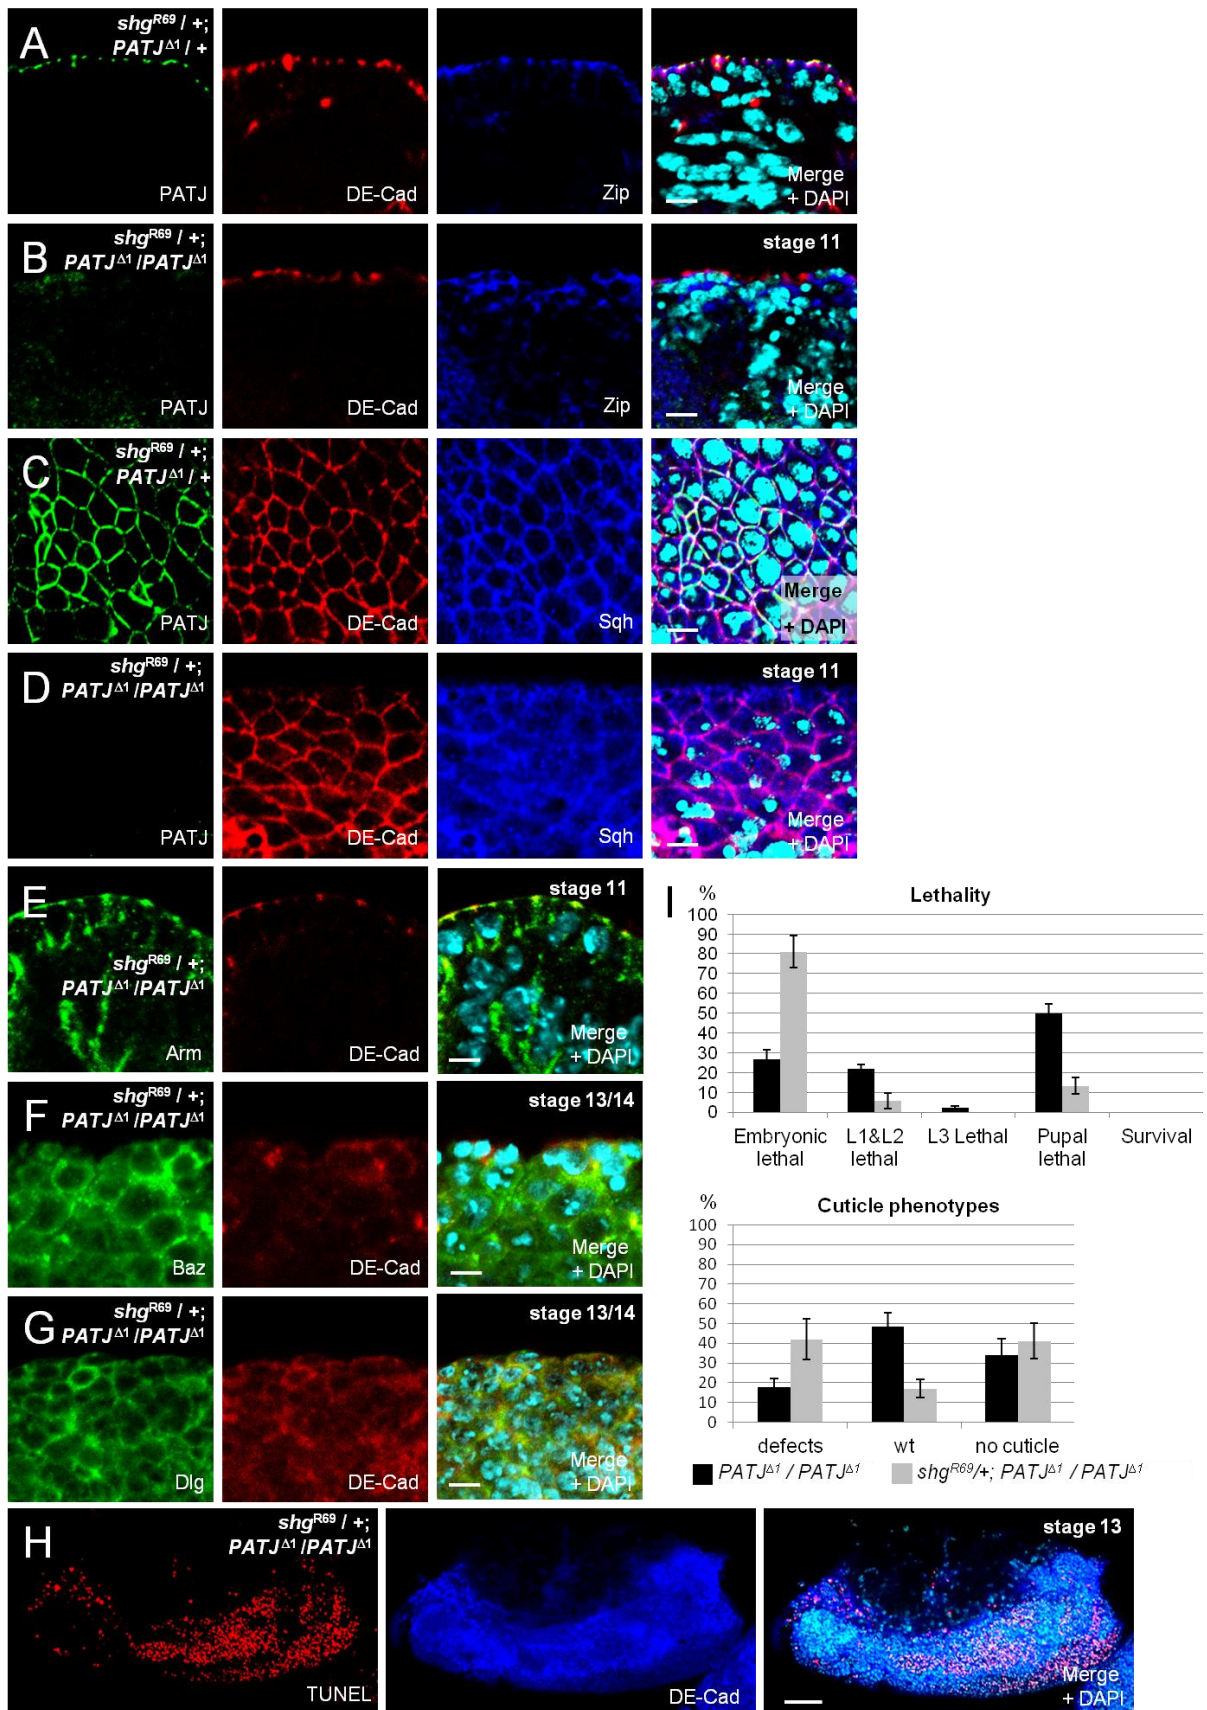 A
shgR69 / +;
PATJΔ1 / +
PATJ
DE-Cad
Zip
Merge
+ DAPI
B
shgR69 / +;
PATJΔ1 /PATJΔ1
stage 11
PATJ
DE-Cad
Zip
Merge
+ DAPI
C
shgR69 / +;
PATJΔ1 / +
PATJ
DE-Cad
Sqh
Merge
+ DAPI
D
shgR69 / +;
PATJΔ1 /PATJΔ1
stage 11
PATJ
DE-Cad
Sqh
Merge
+ DAPI
E
stage 11
shgR69 / +;
PATJΔ1 /PATJΔ1
Arm
DE-Cad
Merge
+ DAPI
F
shgR69 / +;
PATJΔ1 /PATJΔ1
stage 13/14
Baz
DE-Cad
Merge
+ DAPI
G
shgR69 / +;
PATJΔ1 /PATJΔ1
stage 13/14
Dlg
DE-Cad
Merge
+ DAPI
I
%
Lethality
100
90
80
70
60
50
40
30
20
10
0
Embryonic lethal
L1&L2 lethal
L3 Lethal
Pupal lethal
Survival
%
Cuticle phenotypes
100
90
80
70
60
50
40
30
20
10
0
defects
wt
no cuticle
PATJΔ1 / PATJΔ1
shgR69/+; PATJΔ1 / PATJΔ1
H
shgR69 / +;
PATJΔ1 /PATJΔ1
stage 13
TUNEL
DE-Cad
Merge
+ DAPI